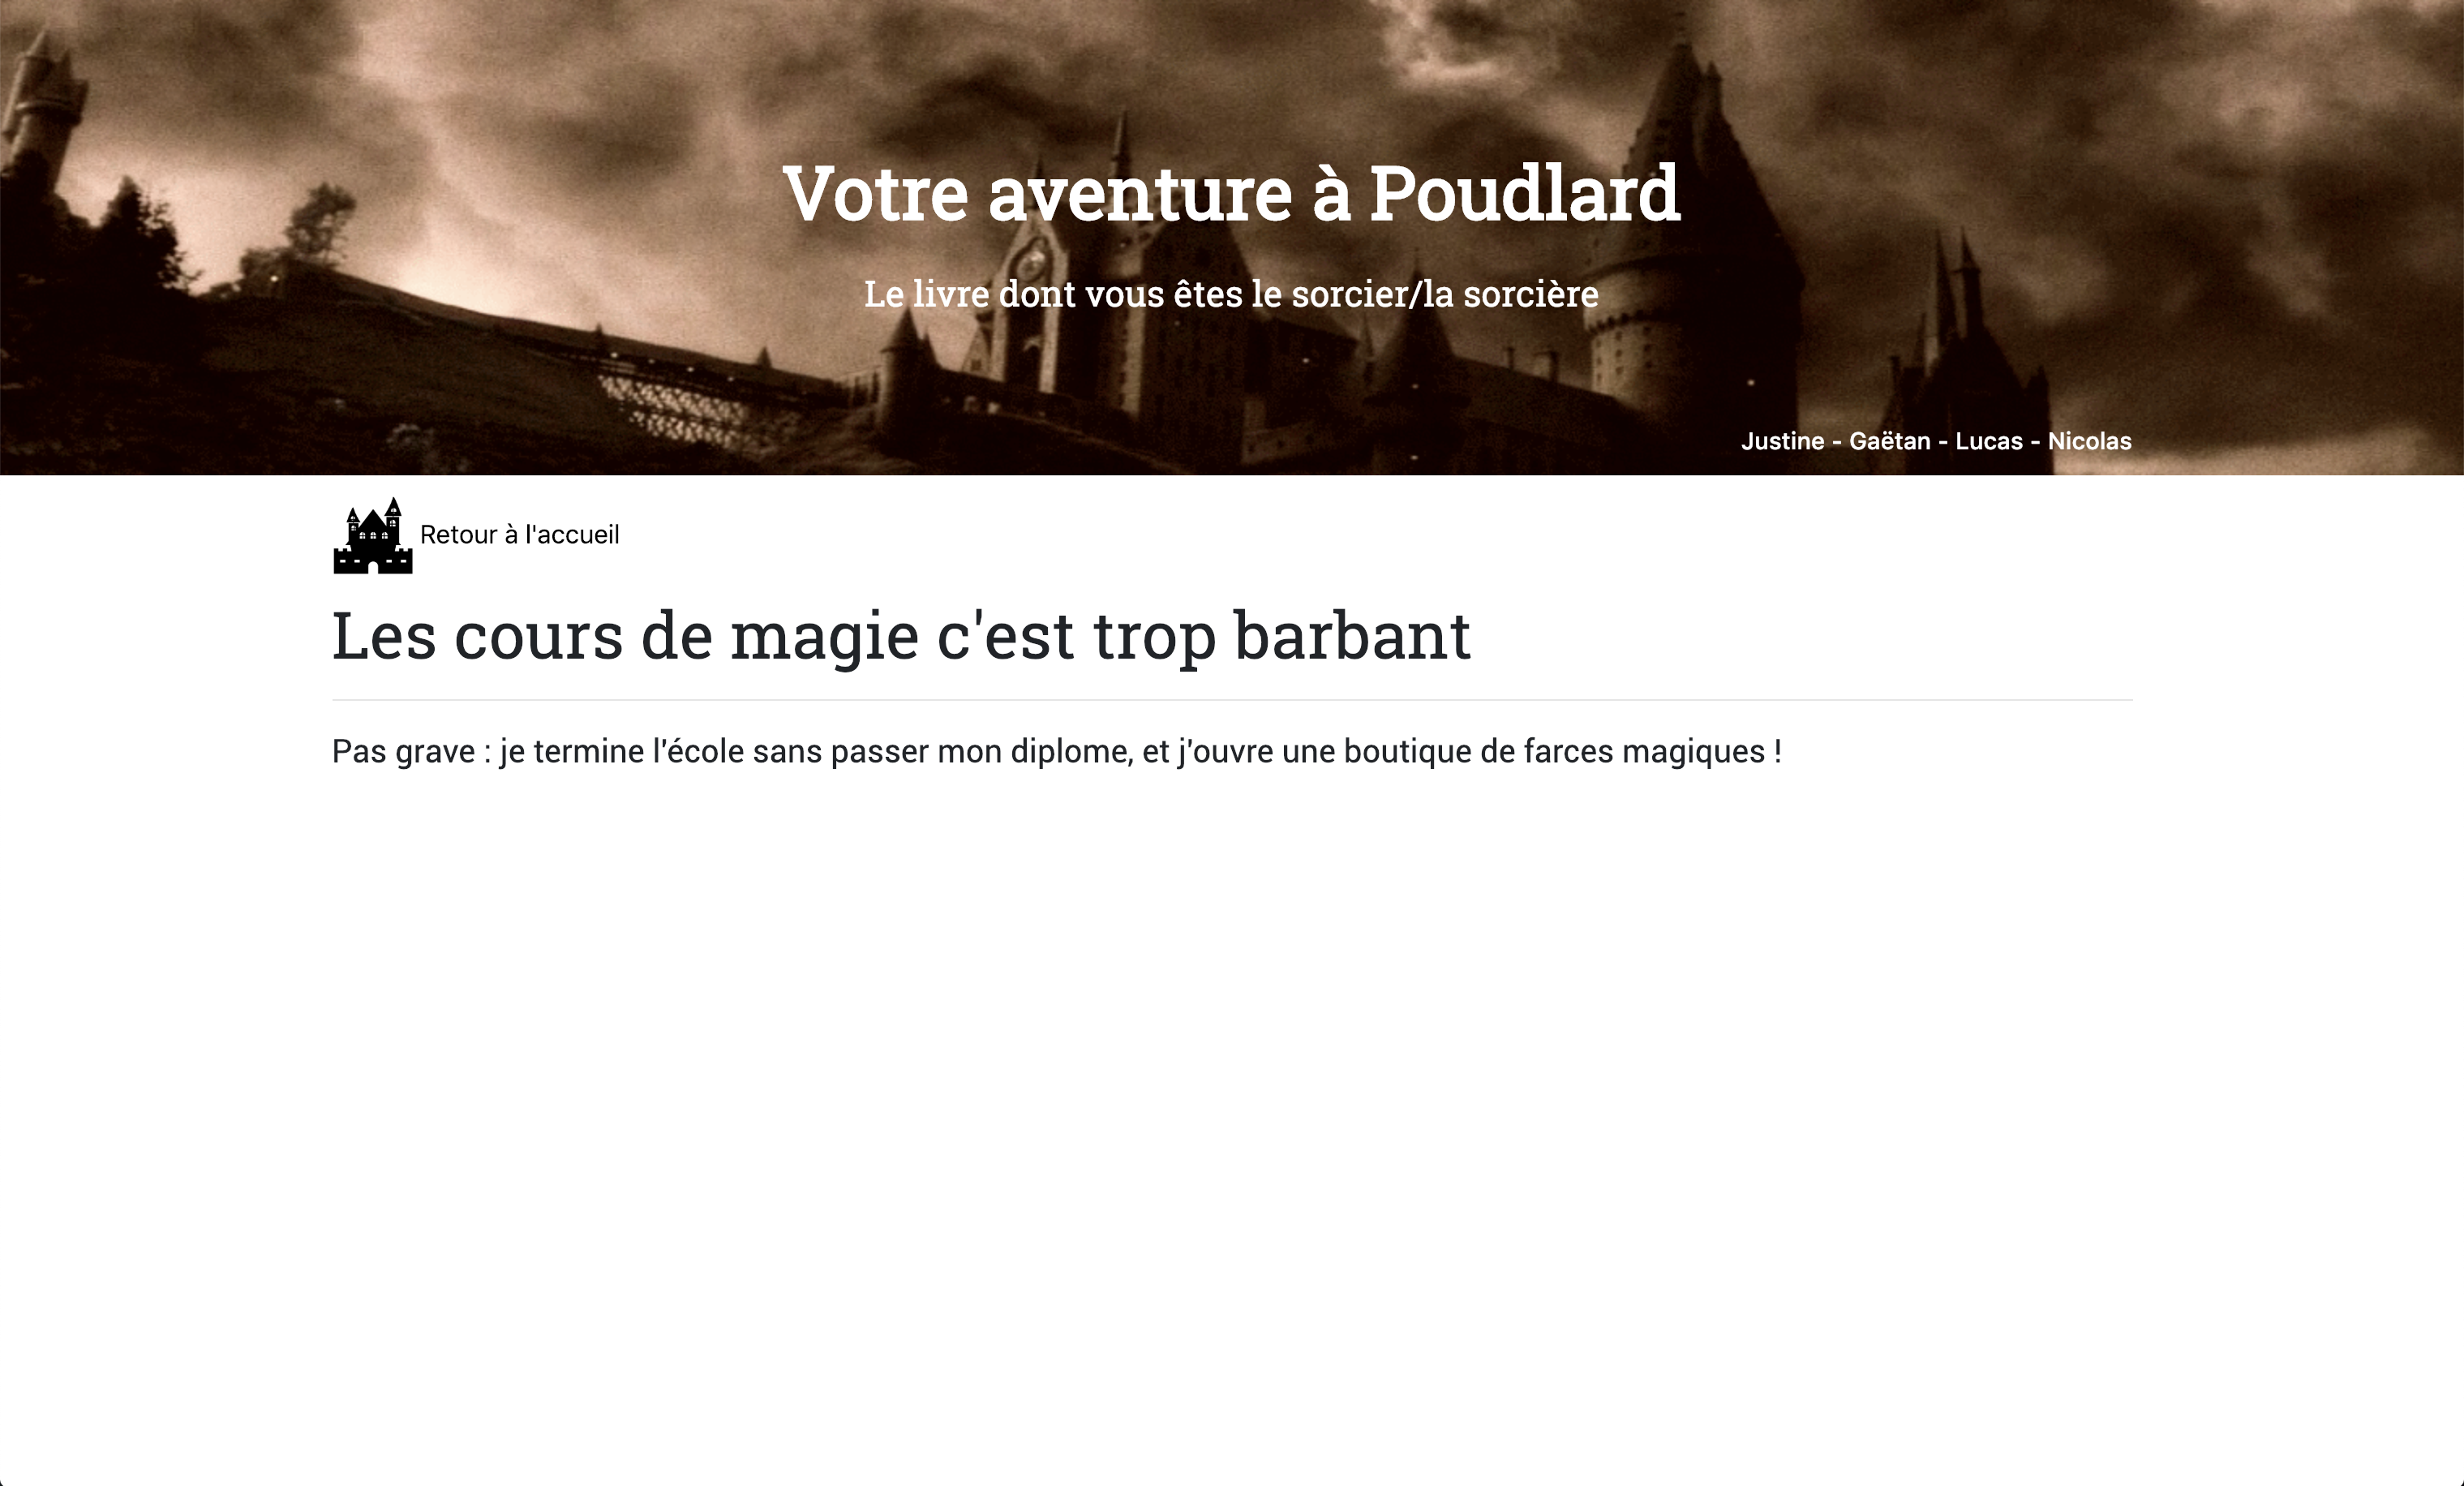 Votre aventure à Poudlard
Le livre dont vous êtes le sorcier/la sorcière
Justine - Gaëtan - Lucas - Nicolas
Retour à l'accueil
Les cours de magie c'est trop barbant
Pas grave : je termine l'école sans passer mon diplome, et j'ouvre une boutique de farces magiques !